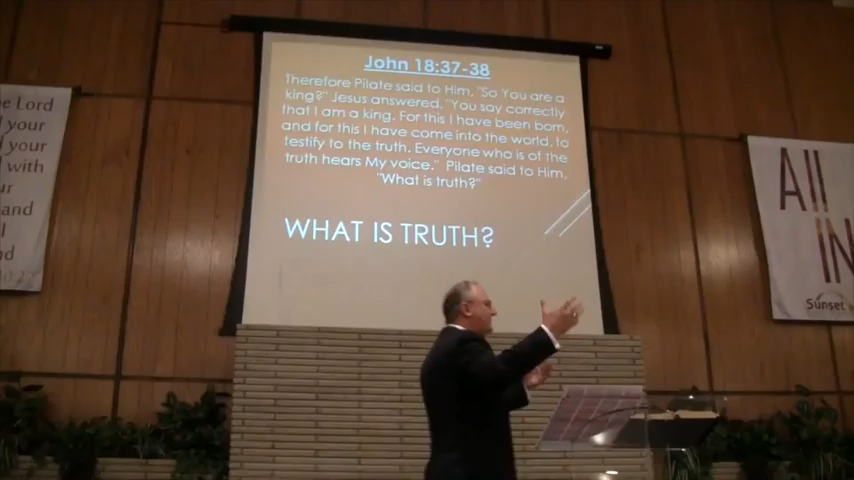 John 18:37-38
Therefore Pilate said to Him, "So You are a
king?" Jesus answered, "You say correctly
that I am a king. For this I have been born,
and for this I have come into the world, to
testify to the truth. Everyone who is of the
truth hears My voice." Pilate said to Him,
"What is truth?"
WHAT IS TRUTH?
Lord
your
your
with
and
All
IN
Sunset